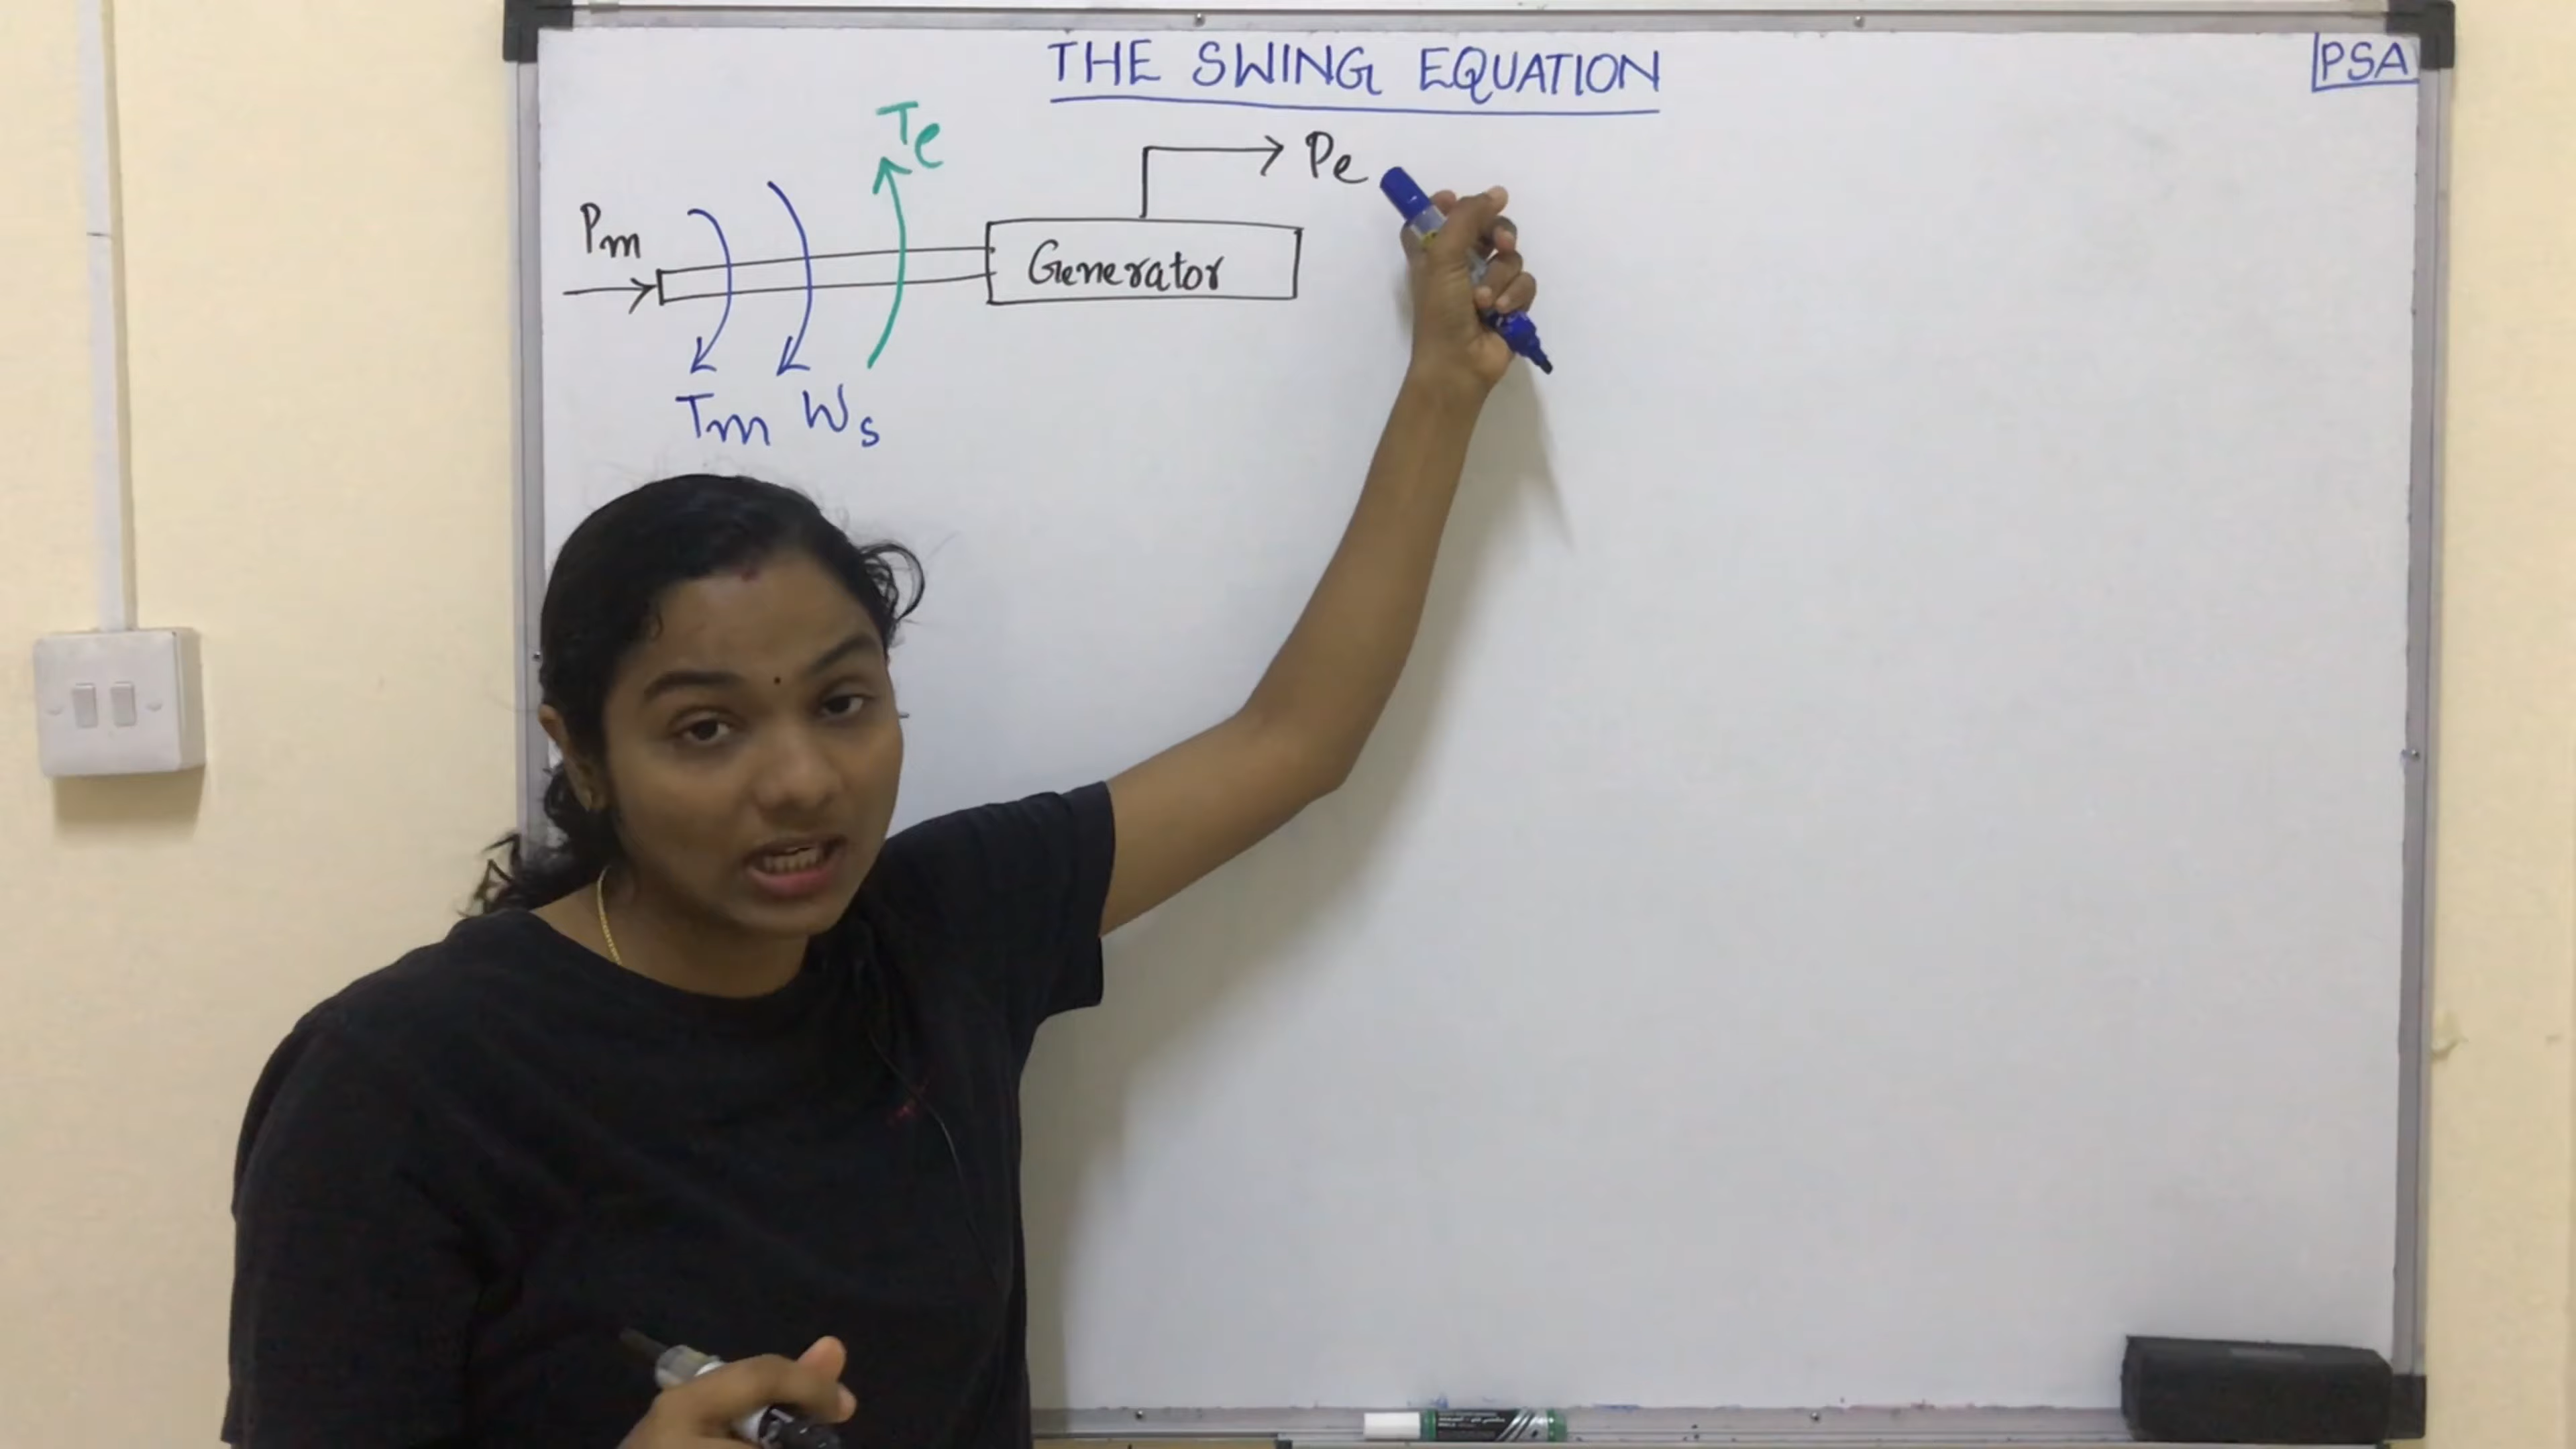 THE SWING EQUATION
PSA
Te
Pe
Pm
Generator
Tm Ws